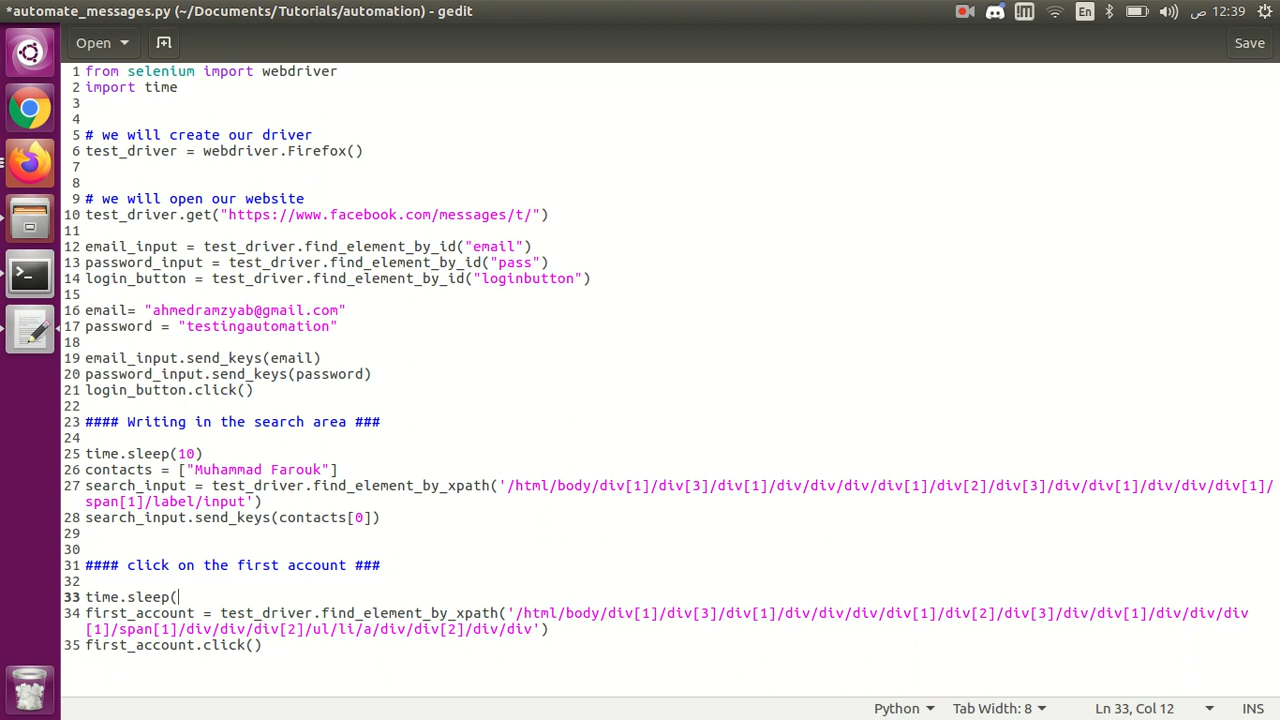 *automate_messages.py (~/Documents/Tutorials/automation) - gedit
En
12:39 ص
Open
Save
1 from selenium import webdriver
2 import time
3
4
5 # we will create our driver
6 test_driver = webdriver.Firefox()
7
8
9 # we will open our website
10 test_driver.get("https://www.facebook.com/messages/t/")
11
12 email_input = test_driver.find_element_by_id("email")
13 password_input = test_driver.find_element_by_id("pass")
14 login_button = test_driver.find_element_by_id("loginbutton")
15
16 email= "ahmedramzyab@gmail.com"
17 password = "testingautomation"
18
19 email_input.send_keys(email)
20 password_input.send_keys(password)
21 login_button.click()
22
23 #### Writing in the search area ###
24
25 time.sleep(10)
26 contacts = ["Muhammad Farouk"]
27 search_input = test_driver.find_element_by_xpath('/html/body/div[1]/div[3]/div[1]/div/div/div/div[1]/div[2]/div[3]/div/div[1]/div/div/div[1]/
span[1]/label/input')
28 search_input.send_keys(contacts[0])
29
30
31 #### click on the first account ###
32
33 time.sleep(
34 first_account = test_driver.find_element_by_xpath('/html/body/div[1]/div[3]/div[1]/div/div/div/div[1]/div[2]/div[3]/div/div[1]/div/div/div
[1]/span[1]/div/div/div[2]/ul/li/a/div/div[2]/div/div')
35 first_account.click()
Python
Tab Width: 8
Ln 33, Col 12
INS